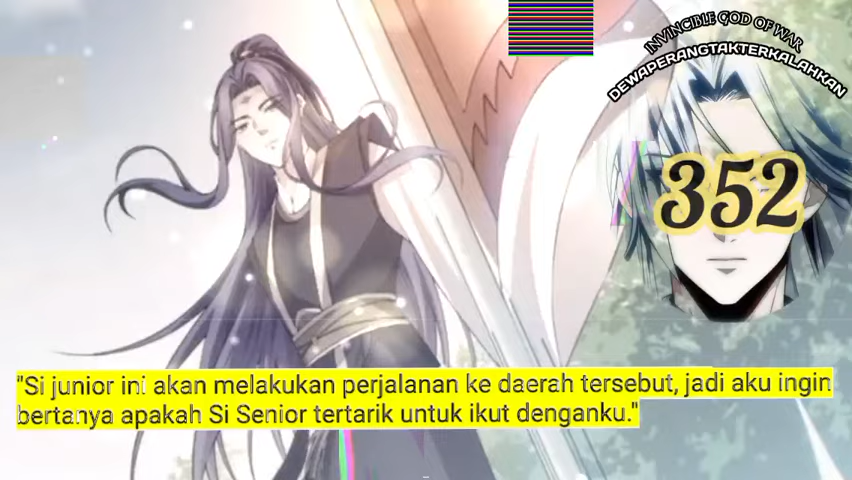 INVINCIBLE GOD OF WAR
DEWAPERANGTAKTERKALAHKAN
352
"Si junior ini akan melakukan perjalanan ke daerah tersebut, jadi aku ingin
bertanya apakah Si Senior tertarik untuk ikut denganku."